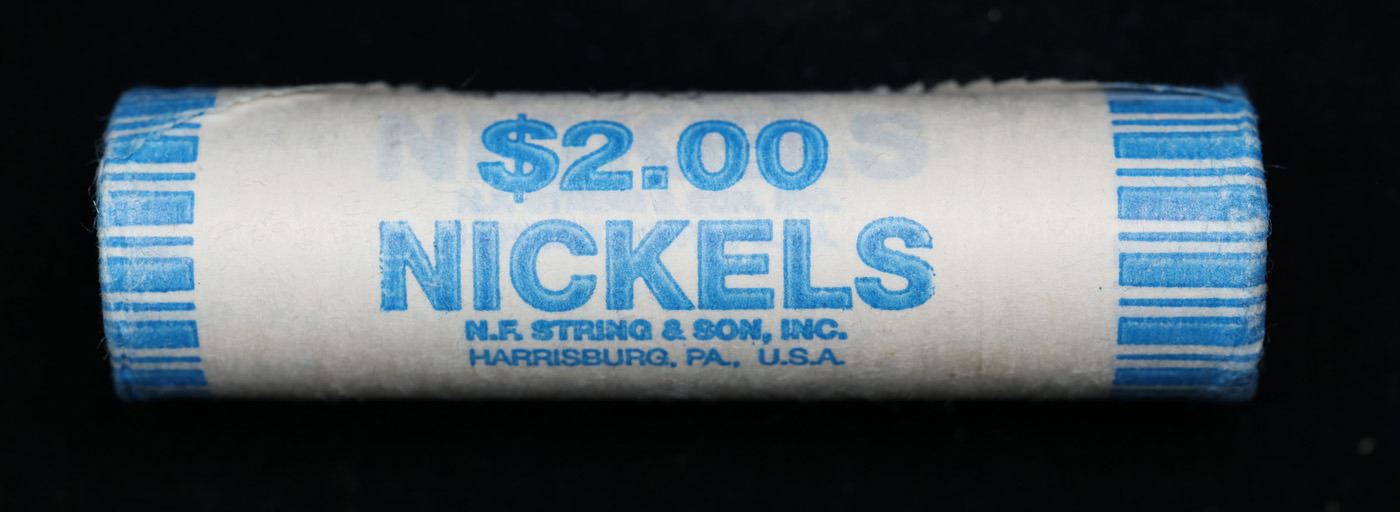 $2.00
NICKELS
N.F. STRING & SON, INC.
HARRISBURG, PA., U.S.A.